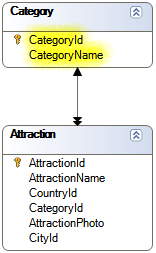 Category
CategoryId
CategoryName
Attraction
AttractionId
AttractionName
CountryId
CategoryId
AttractionPhoto
CityId